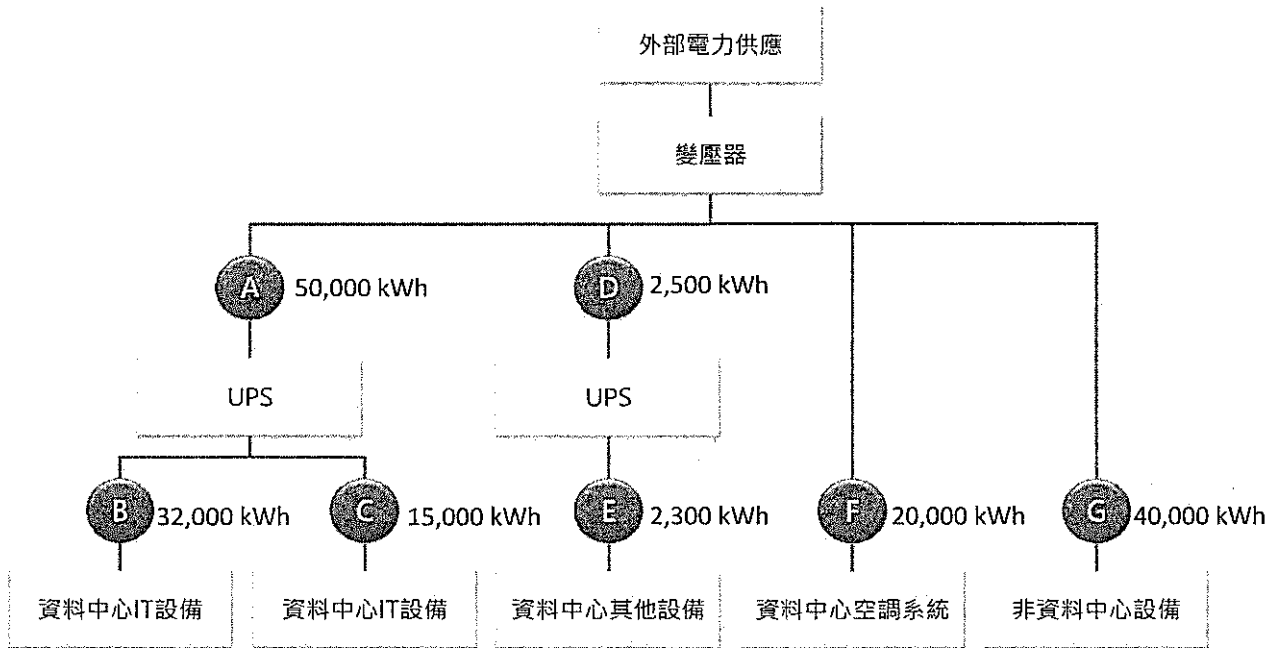 外部電力供應
變壓器
A 50,000 kWh
D 2,500 kWh
UPS
UPS
B 32,000 kWh
C 15,000 kWh
E 2,300 kWh
F 20,000 kWh
G 40,000 kWh
資料中心IT設備
資料中心IT設備
資料中心其他設備
資料中心空調系統
非資料中心設備